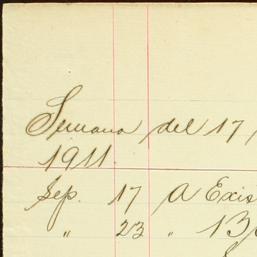 Semana del 17,
1911.
Sep. 17 A Exis
" 23 " 13